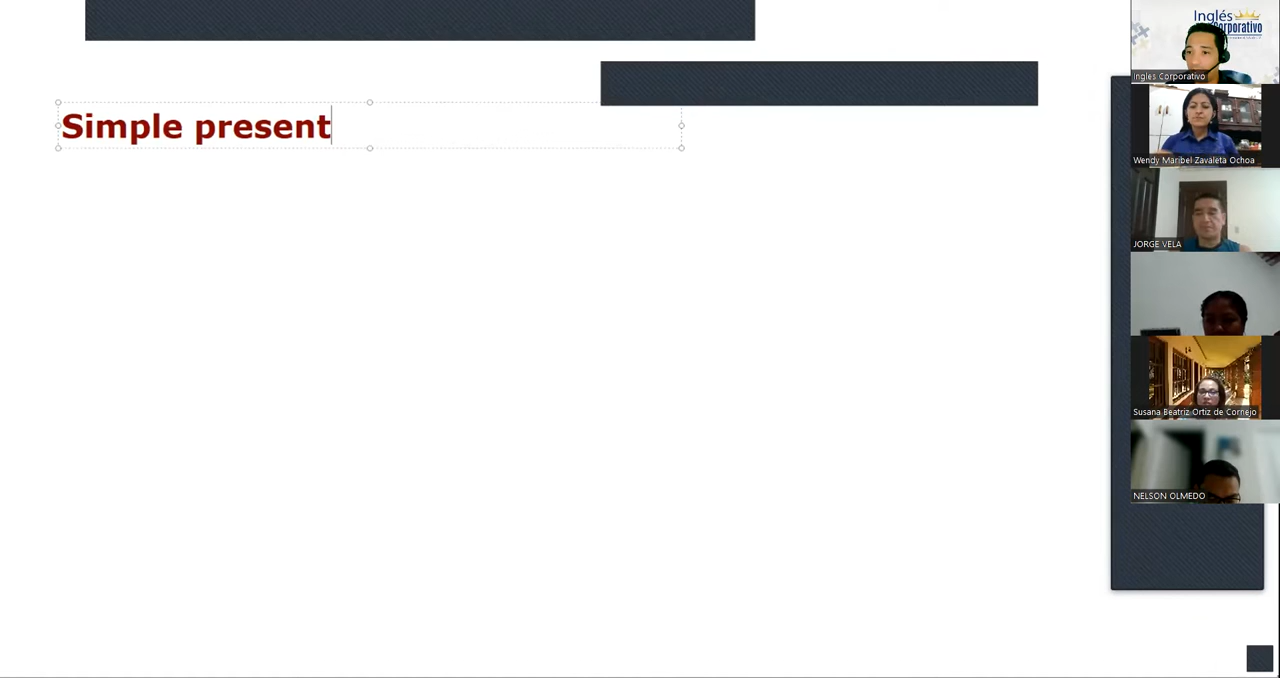 Simple present
Inglés
Corporativo
Ingles Corporativo
Wendy Maribel Zavaleta Ochoa
JORGE VELA
Susana Beatriz Ortiz de Cornejo
NELSON OLMEDO